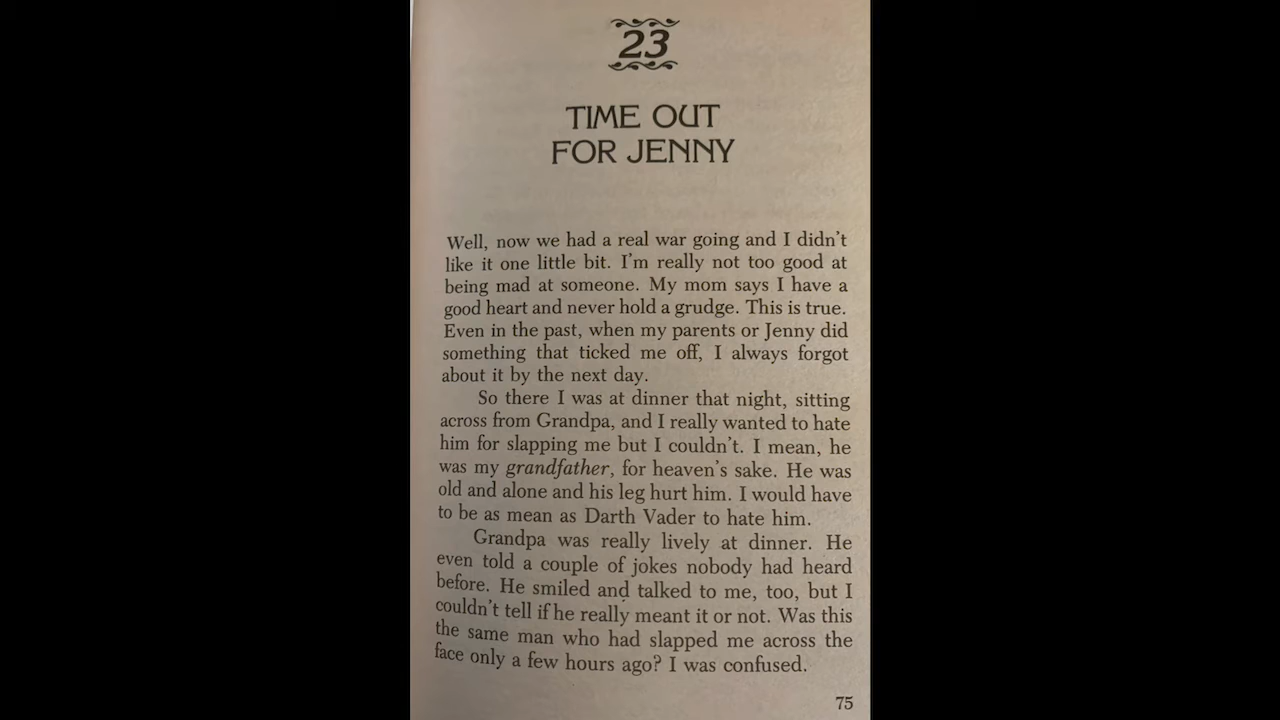 23
TIME OUT
FOR JENNY
Well, now we had a real war going and I didn't
like it one little bit. I'm really not too good at
being mad at someone. My mom says I have a
good heart and never hold a grudge. This is true.
Even in the past, when my parents or Jenny did
something that ticked me off, I always forgot
about it by the next day.
So there I was at dinner that night, sitting
across from Grandpa, and I really wanted to hate
him for slapping me but I couldn't. I mean, he
was my grandfather, for heaven's sake. He was
old and alone and his leg hurt him. I would have
to be as mean as Darth Vader to hate him.
Grandpa was really lively at dinner. He
even told a couple of jokes nobody had heard
before. He smiled and talked to me, too, but I
couldn't tell if he really meant it or not. Was this
the same man who had slapped me across the
face only a few hours ago? I was confused.
75